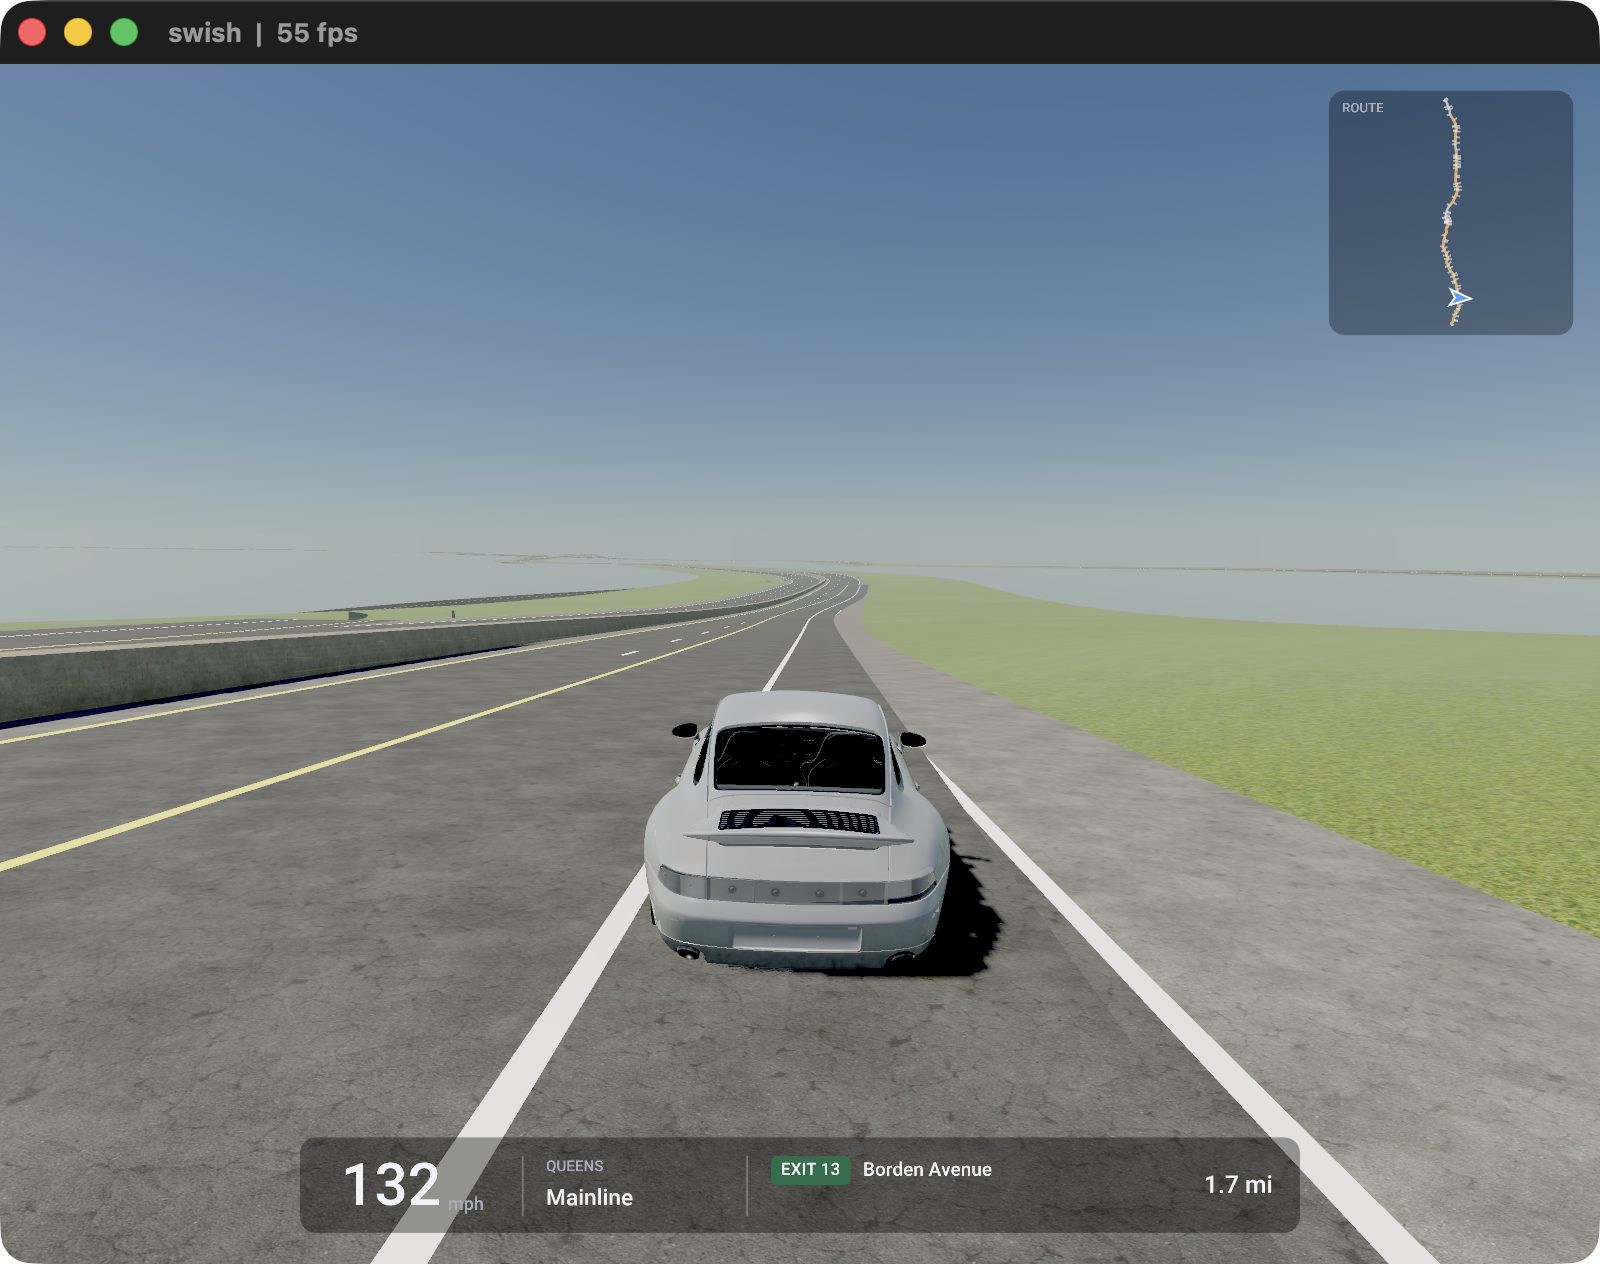 swish | 55 fps
ROUTE
132 mph
QUEENS
Mainline
EXIT 13 Borden Avenue
1.7 mi